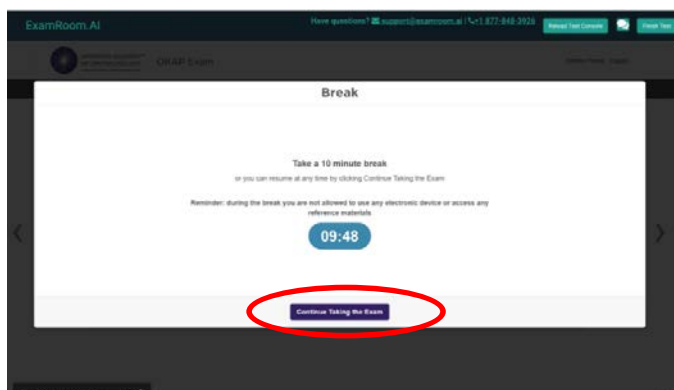 ExamRoom.AI
Have questions? support@examroom.ai | +1 877-848-3926
Reload Test Console
Finish Test
OKAP Exam
Break
Take a 10 minute break
or you can resume at any time by clicking Continue Taking the Exam
Reminder: during the break you are not allowed to use any electronic device or access any
reference materials
09:48
Continue Taking the Exam